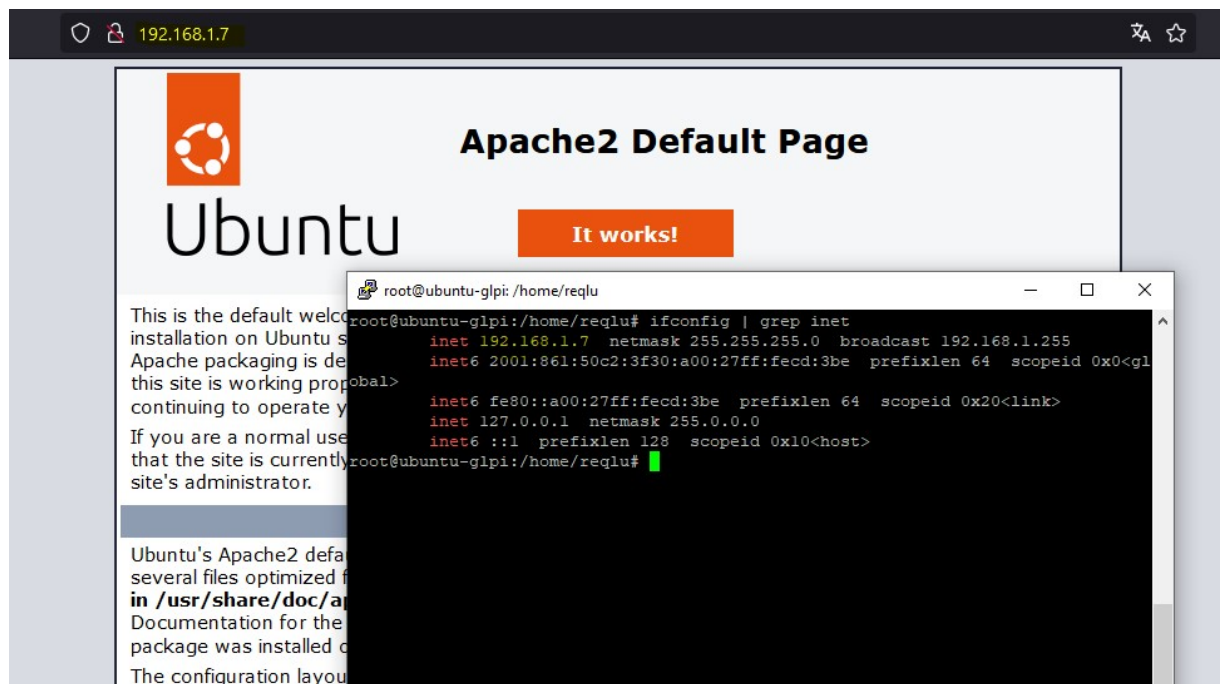 192.168.1.7
Apache2 Default Page
Ubuntu
It works!
This is the default welco
installation on Ubuntu s
Apache packaging is de
this site is working prop
continuing to operate y
If you are a normal use
that the site is currently
site's administrator.
Ubuntu's Apache2 defau
several files optimized f
in /usr/share/doc/ap
Documentation for the
package was installed o
The configuration layou
root@ubuntu-glpi: /home/reqlu
root@ubuntu-glpi:/home/reqlu# ifconfig | grep inet
inet 192.168.1.7 netmask 255.255.255.0 broadcast 192.168.1.255
inet6 2001:861:50c2:3f30:a00:27ff:fecd:3be prefixlen 64 scopeid 0x0<gl
obal>
inet6 fe80::a00:27ff:fecd:3be prefixlen 64 scopeid 0x20<link>
inet 127.0.0.1 netmask 255.0.0.0
inet6 ::1 prefixlen 128 scopeid 0x10<host>
root@ubuntu-glpi:/home/reqlu#